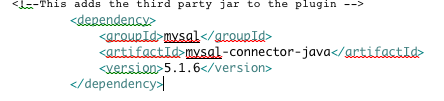 <!--This adds the third party jar to the plugin -->
<dependency>
<groupId>mysql</groupId>
<artifactId>mysql-connector-java</artifactId>
<version>5.1.6</version>
</dependency>